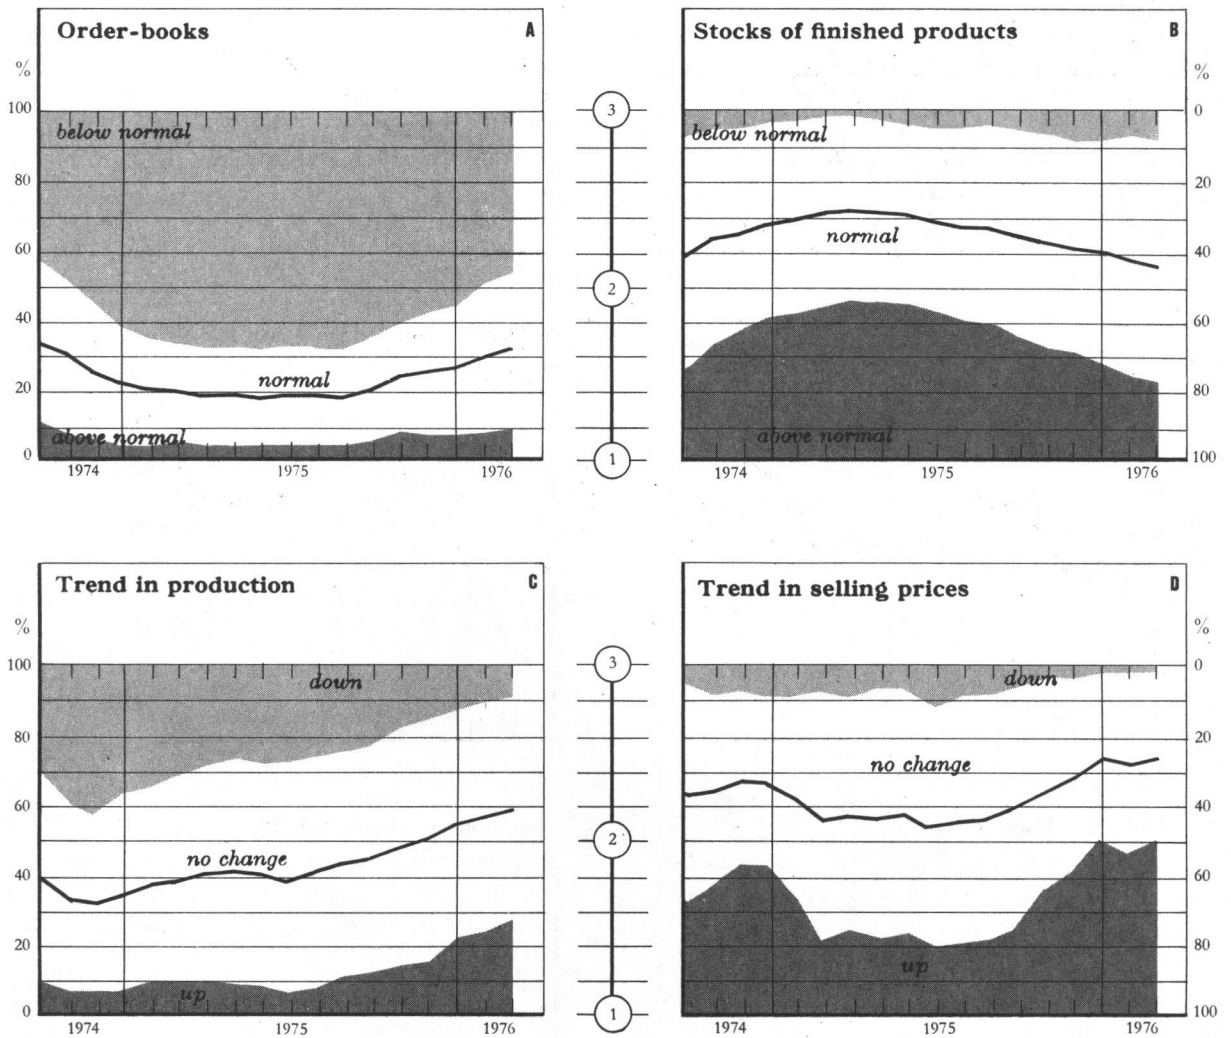 Order-books A
%
100
below normal
80
60
40
normal
20
above normal
0
1974 1975 1976
3
2
1
Stocks of finished products B
%
0
below normal
20
normal
40
60
80
above normal
100
1974 1975 1976
Trend in production C
%
100
down
80
60
no change
40
20
up
0
1974 1975 1976
3
2
1
Trend in selling prices D
%
0
down
20
no change
40
60
up
80
100
1974 1975 1976